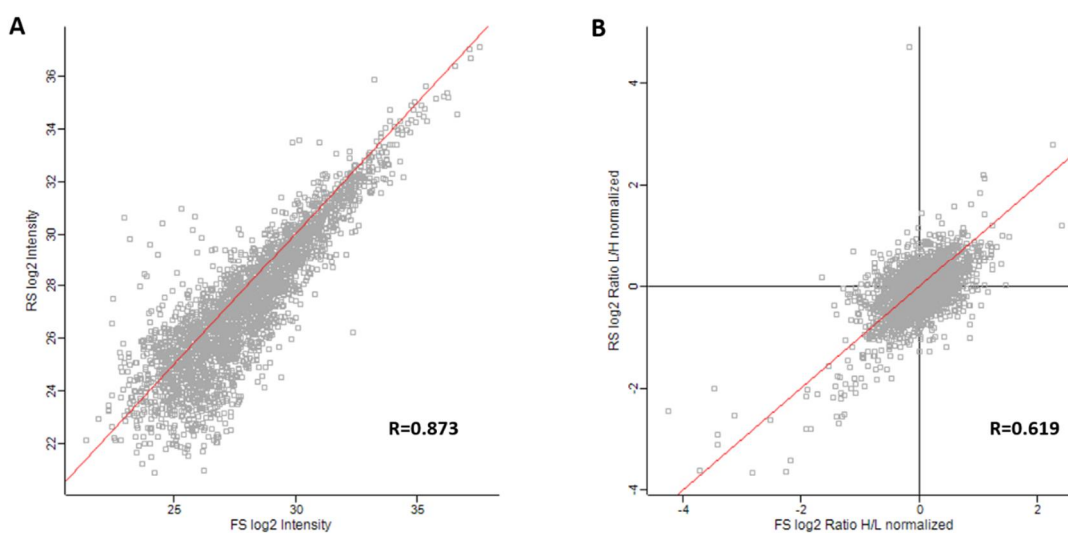 A
36
34
32
30
28
26
24
22
RS log2 Intensity
25
30
35
FS log2 Intensity
R=0.873
B
4
2
0
-2
-4
RS log2 Ratio L/H normalized
-4
-2
0
2
FS log2 Ratio H/L normalized
R=0.619